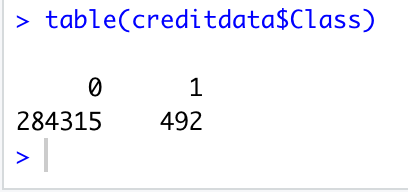 > table(creditdata$Class)
0 1
284315 492
>